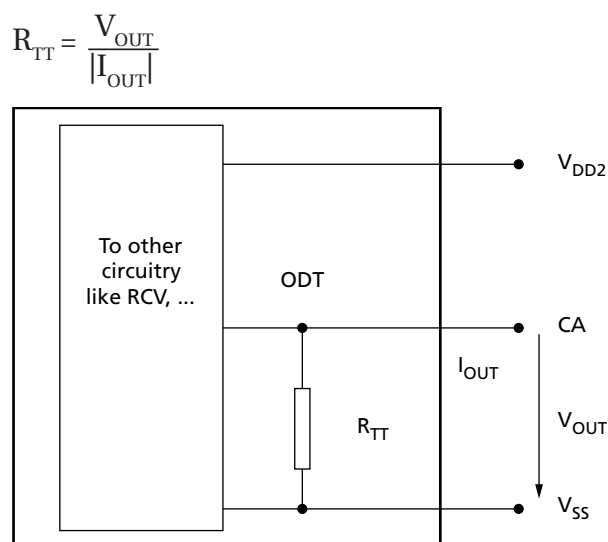 R_TT = V_OUT / |I_OUT|
V_DD2
To other
circuitry
like RCV, ...
ODT
CA
I_OUT
R_TT
V_OUT
V_SS